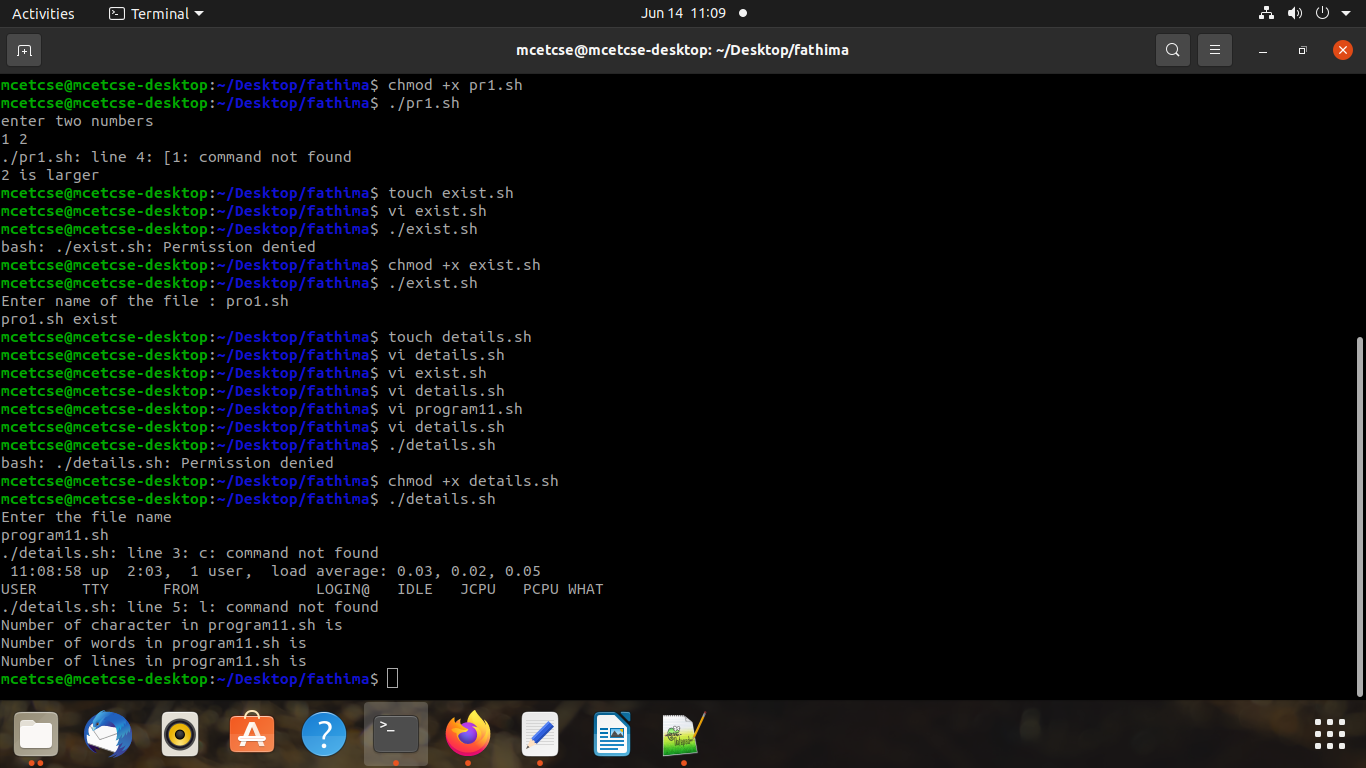 Activities
Terminal
Jun 14 11:09
mcetcse@mcetcse-desktop: ~/Desktop/fathima
mcetcse@mcetcse-desktop:~/Desktop/fathima$ chmod +x pr1.sh
mcetcse@mcetcse-desktop:~/Desktop/fathima$ ./pr1.sh
enter two numbers
1 2
./pr1.sh: line 4: [1: command not found
2 is larger
mcetcse@mcetcse-desktop:~/Desktop/fathima$ touch exist.sh
mcetcse@mcetcse-desktop:~/Desktop/fathima$ vi exist.sh
mcetcse@mcetcse-desktop:~/Desktop/fathima$ ./exist.sh
bash: ./exist.sh: Permission denied
mcetcse@mcetcse-desktop:~/Desktop/fathima$ chmod +x exist.sh
mcetcse@mcetcse-desktop:~/Desktop/fathima$ ./exist.sh
Enter name of the file : pro1.sh
pro1.sh exist
mcetcse@mcetcse-desktop:~/Desktop/fathima$ touch details.sh
mcetcse@mcetcse-desktop:~/Desktop/fathima$ vi details.sh
mcetcse@mcetcse-desktop:~/Desktop/fathima$ vi exist.sh
mcetcse@mcetcse-desktop:~/Desktop/fathima$ vi details.sh
mcetcse@mcetcse-desktop:~/Desktop/fathima$ vi program11.sh
mcetcse@mcetcse-desktop:~/Desktop/fathima$ vi details.sh
mcetcse@mcetcse-desktop:~/Desktop/fathima$ ./details.sh
bash: ./details.sh: Permission denied
mcetcse@mcetcse-desktop:~/Desktop/fathima$ chmod +x details.sh
mcetcse@mcetcse-desktop:~/Desktop/fathima$ ./details.sh
Enter the file name
program11.sh
./details.sh: line 3: c: command not found
 11:08:58 up  2:03,  1 user,  load average: 0.03, 0.02, 0.05
USER     TTY      FROM             LOGIN@   IDLE   JCPU   PCPU WHAT
./details.sh: line 5: l: command not found
Number of character in program11.sh is
Number of words in program11.sh is
Number of lines in program11.sh is
mcetcse@mcetcse-desktop:~/Desktop/fathima$